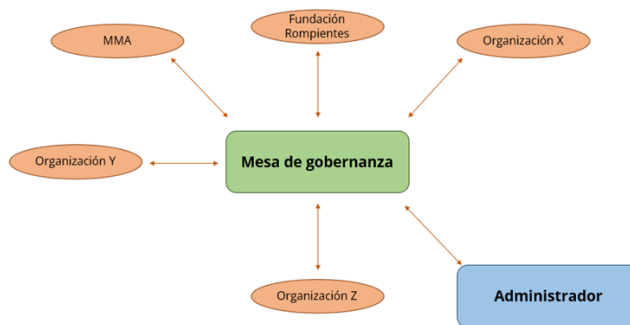 Fundación
Rompientes
MMA
Organización X
Mesa de gobernanza
Organización Y
Organización Z
Administrador